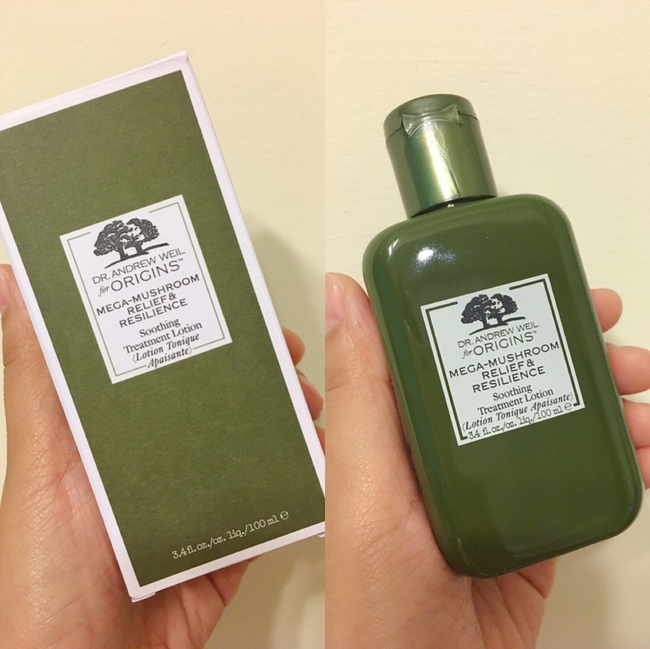 DR. ANDREW WEIL
for ORIGINS™
MEGA-MUSHROOM
RELIEF &
RESILIENCE
Soothing
Treatment Lotion
(Lotion Tonique
Apaisante)
3.4 fl.oz./oz. liq./100 ml ℮
DR. ANDREW WEIL
for ORIGINS™
MEGA-MUSHROOM
RELIEF &
RESILIENCE
Soothing
Treatment Lotion
(Lotion Tonique Apaisante)
3.4 fl.oz./oz. liq./100 ml ℮